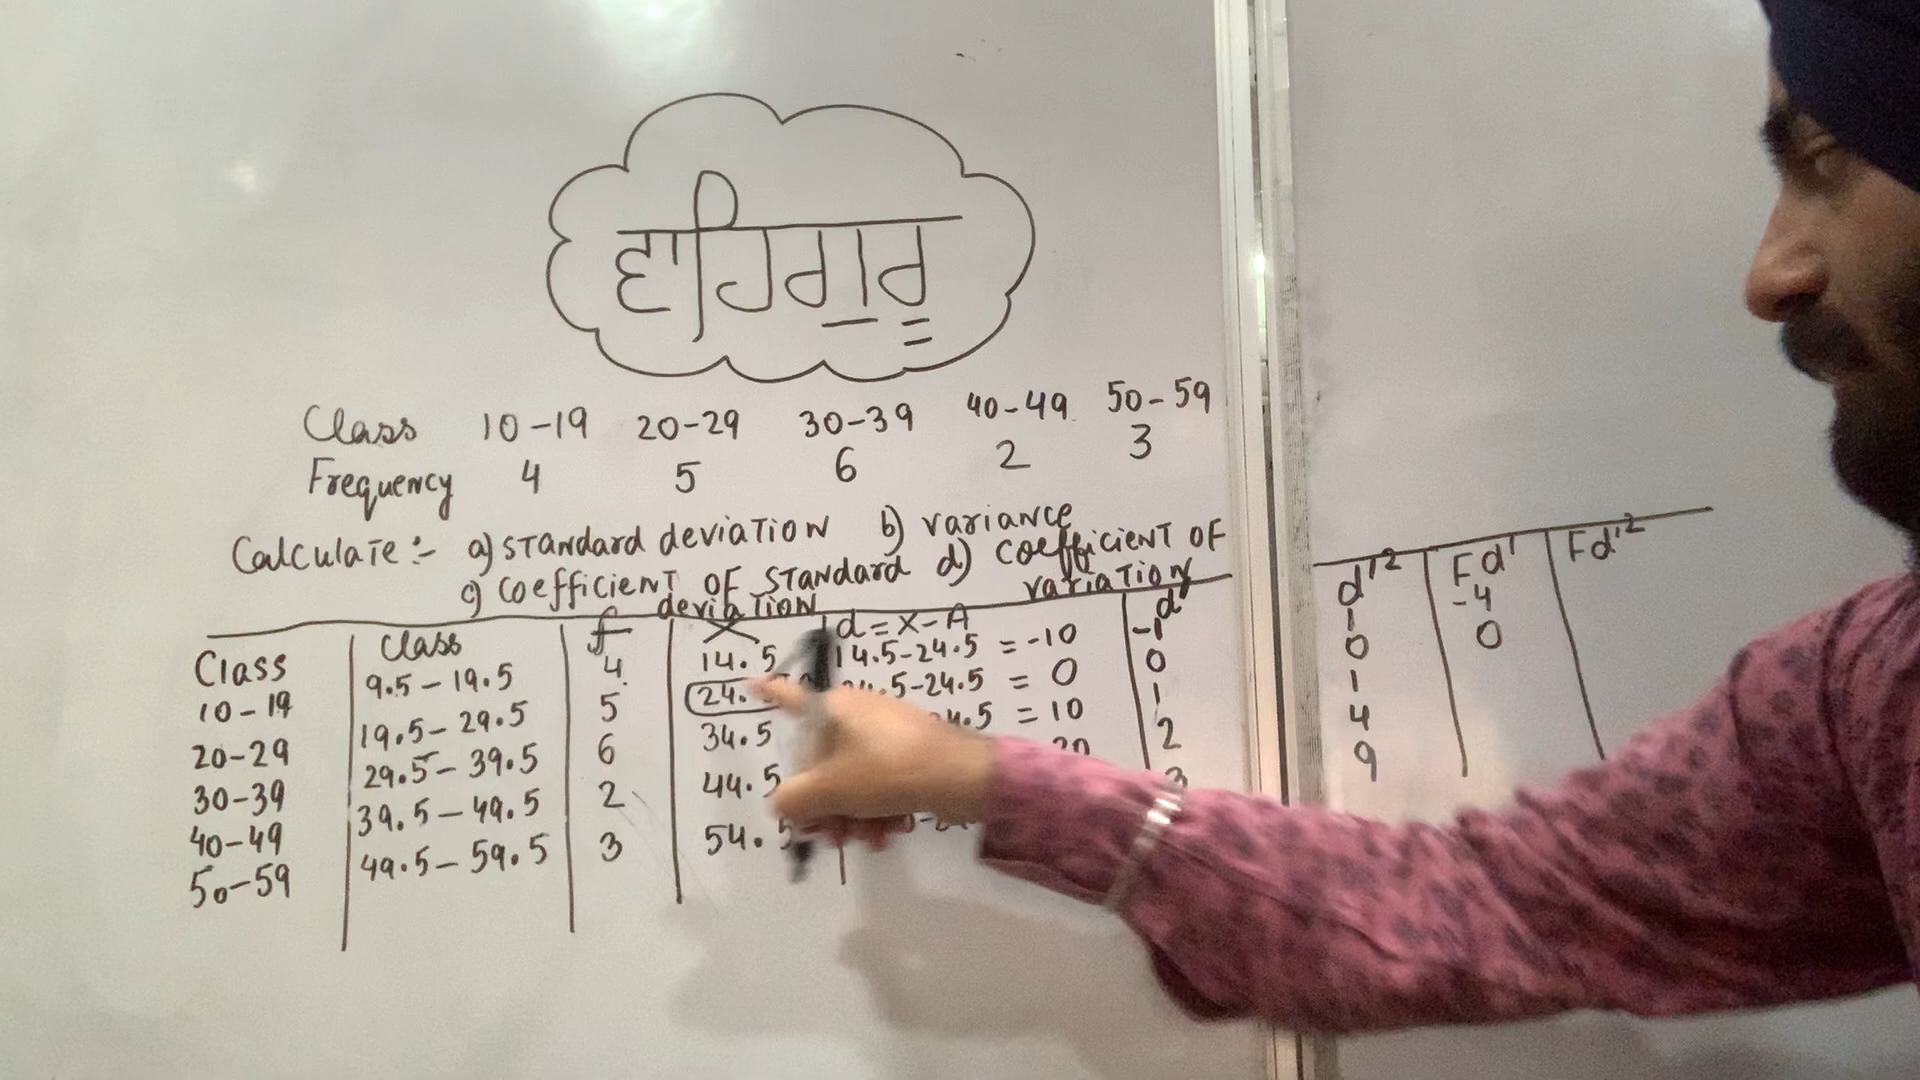 ਵਾਹਿਗੁਰੂ
Class 10-19 20-29 30-39 40-49 50-59
Frequency 4 5 6 2 3
Calculate:- a) standard deviation b) variance
c) coefficient of standard deviation d) coefficient of variation
Class Class f X d=X-A d' d'2 Fd' Fd'2
10-19 9.5-19.5 4 14.5 14.5-24.5 = -10 -1 1 -4
20-29 19.5-29.5 5 24. .5-24.5 = 0 0 0 0
30-39 29.5-39.5 6 34.5 4.5 = 10 1 1
40-49 39.5-49.5 2 44.5 20 2 4
50-59 49.5-59.5 3 54.5 3 9